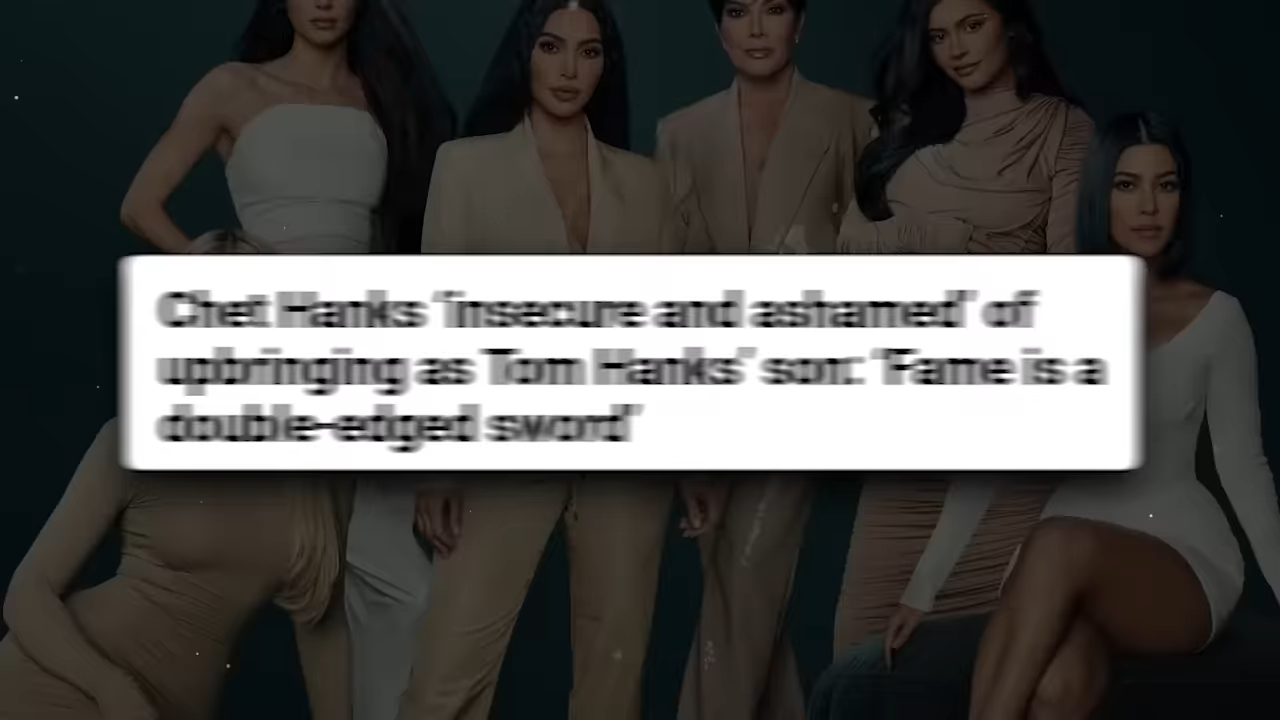 Chet Hanks 'insecure and ashamed' of
upbringing as Tom Hanks' son: 'Fame is a
double-edged sword'